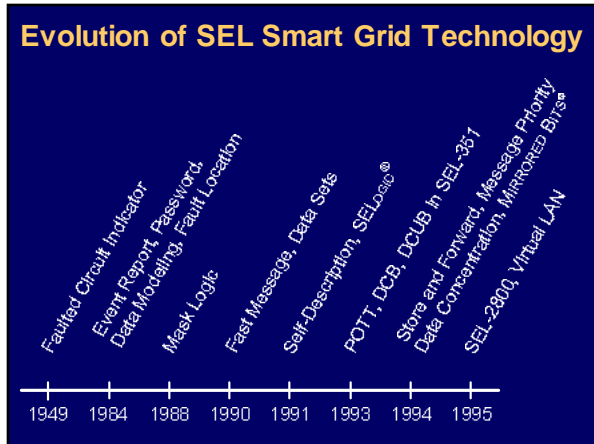 Evolution of SEL Smart Grid Technology
Faulted Circuit Indicator
Event Report, Password,
Data Modeling, Fault Location
Mask Logic
Fast Message, Data Sets
Self-Description, SELOGIC®
POTT, DCB, DCUB in SEL-351
Store and Forward, Message Priority
Data Concentration, MIRRORED BITS®
SEL-2800, Virtual LAN
1949 1984 1988 1990 1991 1993 1994 1995